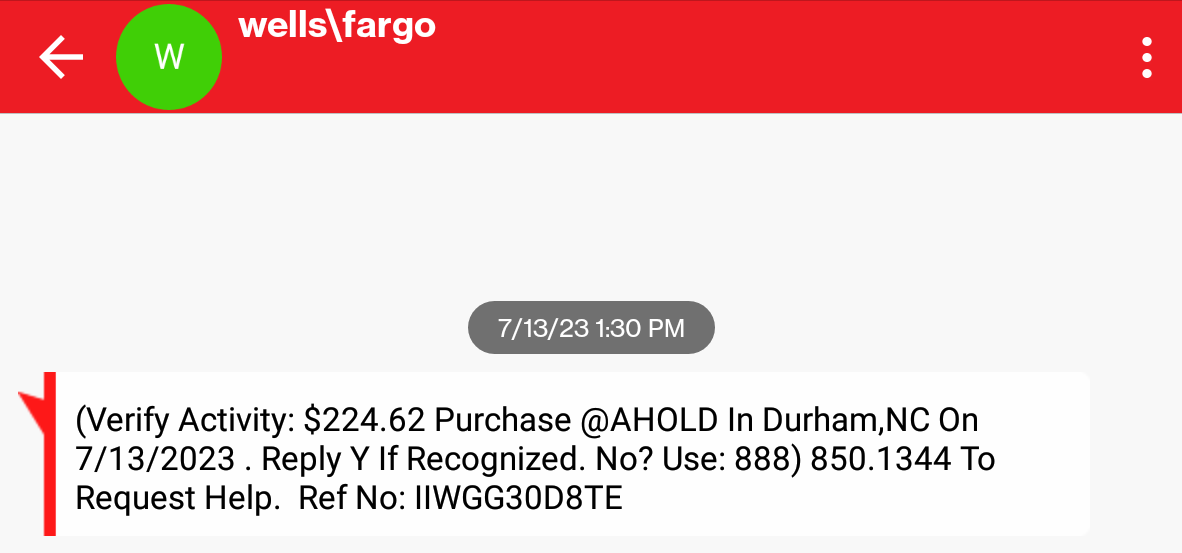 wells\fargo
W
7/13/23 1:30 PM
(Verify Activity: $224.62 Purchase @AHOLD In Durham,NC On
7/13/2023 . Reply Y If Recognized. No? Use: 888) 850.1344 To
Request Help.  Ref No: IIWGG30D8TE